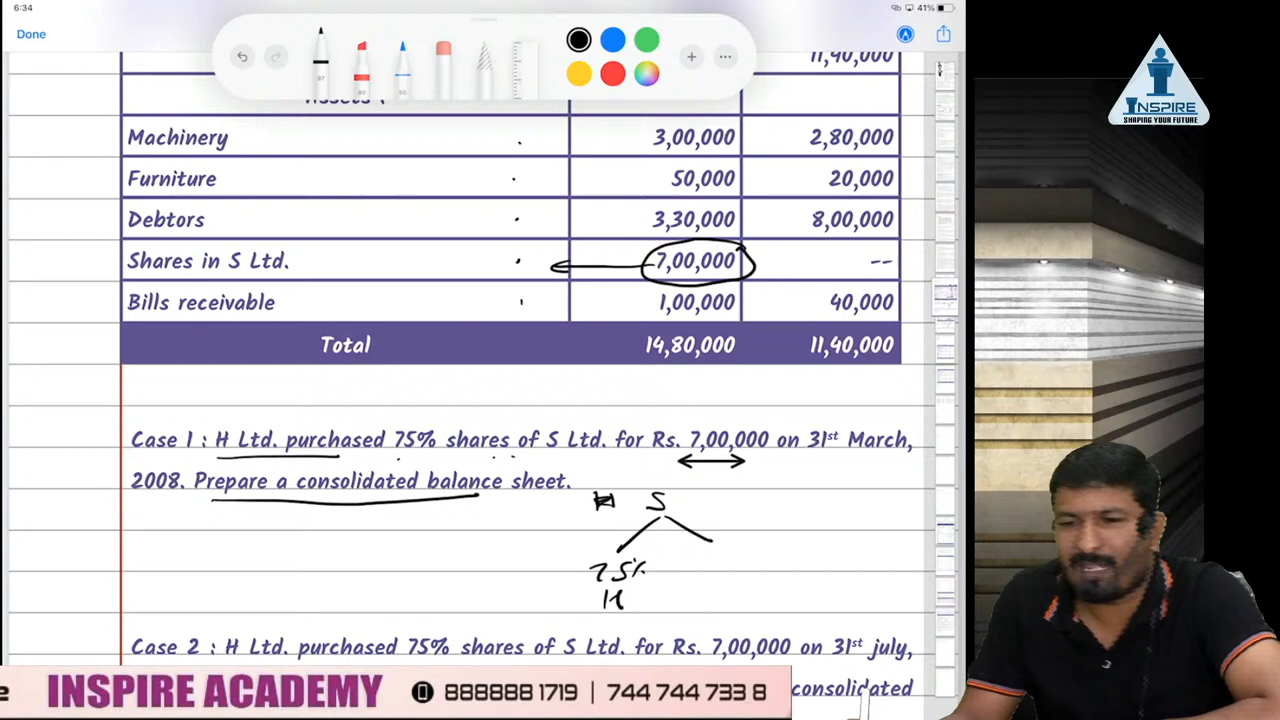 6:34
41%
Done
97
80
50
11,40,000
INSPIRE
SHAPING YOUR FUTURE
Assets (
Machinery 3,00,000 2,80,000
Furniture 50,000 20,000
Debtors 3,30,000 8,00,000
Shares in S Ltd. 7,00,000 --
Bills receivable 1,00,000 40,000
Total 14,80,000 11,40,000
Case 1 : H Ltd. purchased 75% shares of S Ltd. for Rs. 7,00,000 on 31st March,
2008. Prepare a consolidated balance sheet.
S
75%
H
Case 2 : H Ltd. purchased 75% shares of S Ltd. for Rs. 7,00,000 on 31st july,
consolidated
INSPIRE ACADEMY 888888 1719 | 744 744 733 8